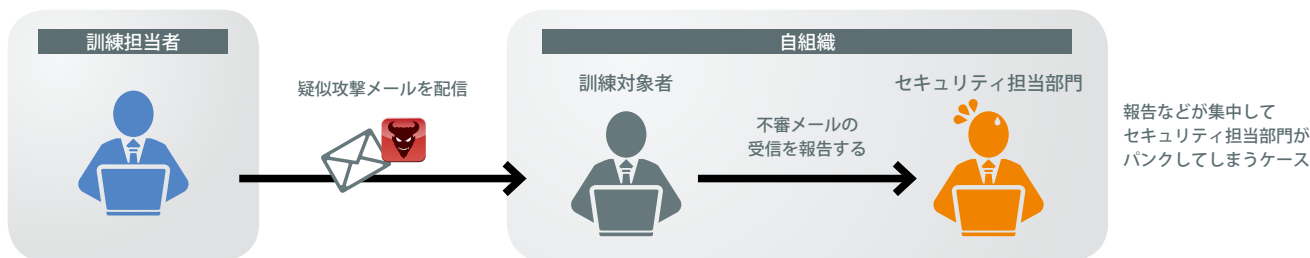 訓練担当者
疑似攻撃メールを配信
自組織
訓練対象者
不審メールの
受信を報告する
セキュリティ担当部門
報告などが集中して
セキュリティ担当部門が
パンクしてしまうケース